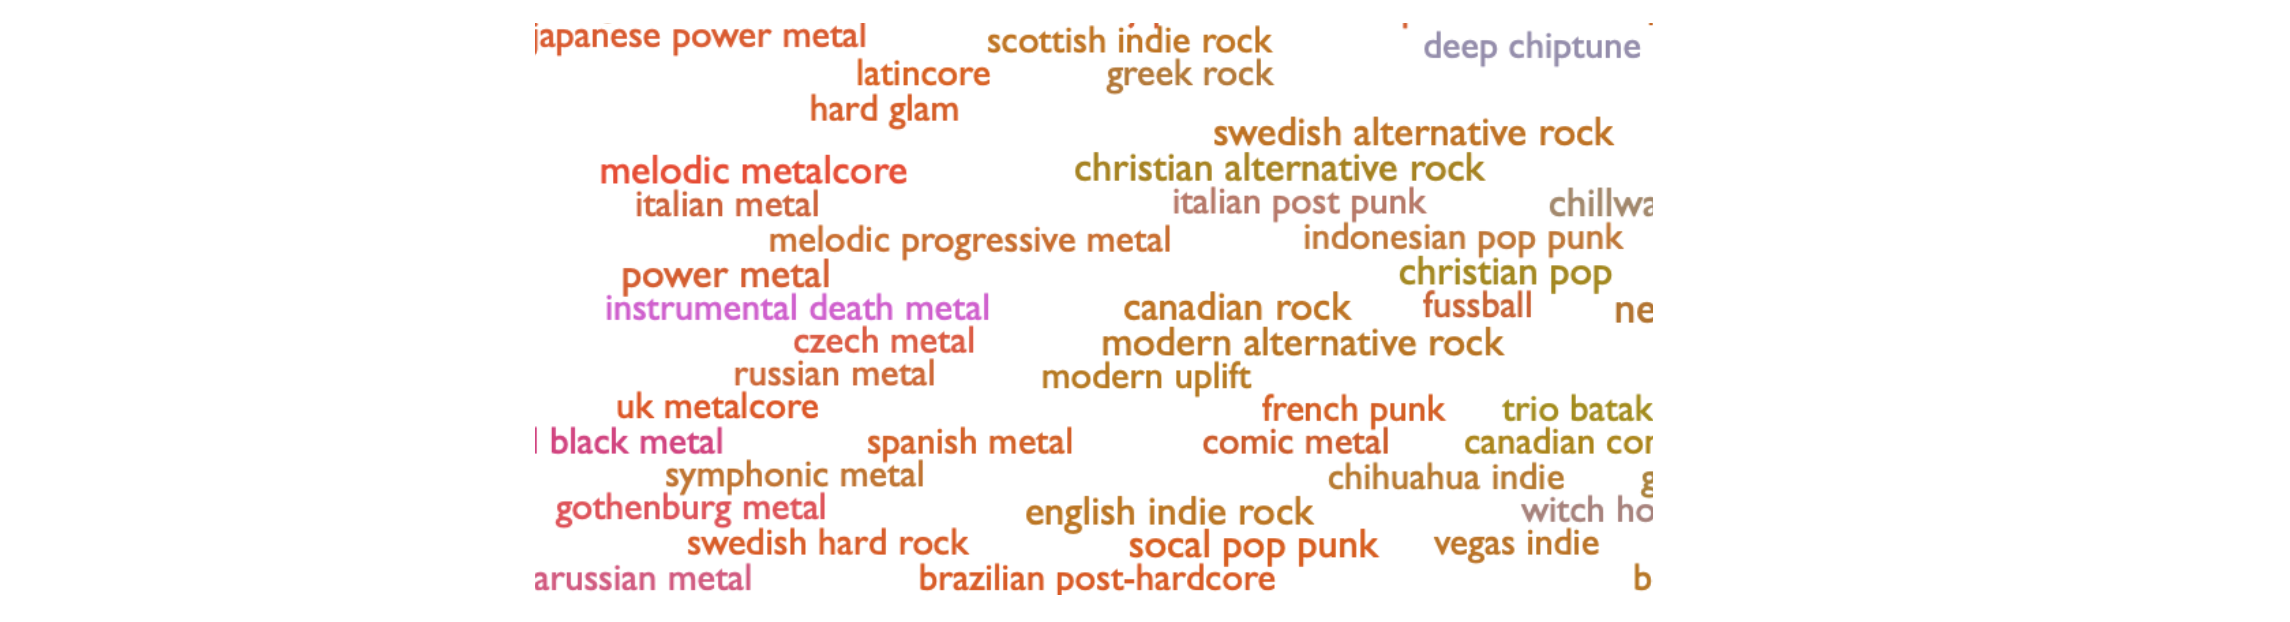 japanese power metal scottish indie rock deep chiptune
latincore greek rock
hard glam
swedish alternative rock
melodic metalcore christian alternative rock
italian metal italian post punk chillwa
melodic progressive metal indonesian pop punk
power metal christian pop
instrumental death metal canadian rock fussball ne
czech metal modern alternative rock
russian metal modern uplift
uk metalcore french punk trio batak
black metal spanish metal comic metal canadian cor
symphonic metal chihuahua indie g
gothenburg metal english indie rock witch ho
swedish hard rock socal pop punk vegas indie
arussian metal brazilian post-hardcore b